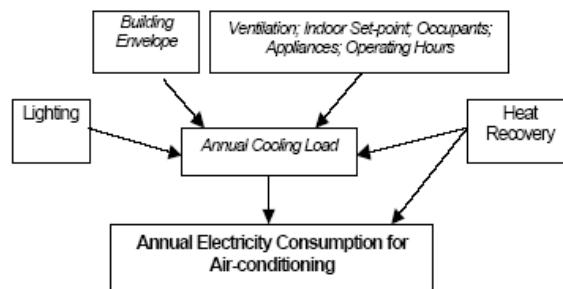 Building
Envelope
Ventilation; Indoor Set-point; Occupants;
Appliances; Operating Hours
Lighting
Annual Cooling Load
Heat
Recovery
Annual Electricity Consumption for
Air-conditioning